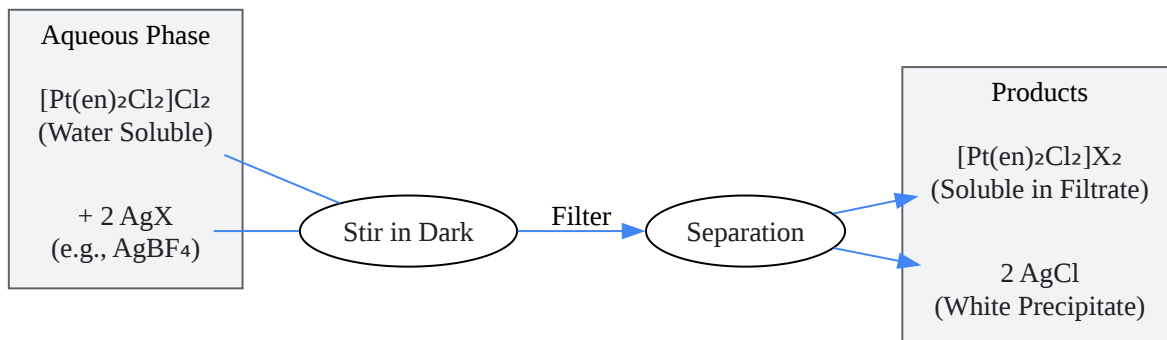 Aqueous Phase
[Pt(en)₂Cl₂]Cl₂
(Water Soluble)
+ 2 AgX
(e.g., AgBF₄)
Stir in Dark
Filter
Separation
Products
[Pt(en)₂Cl₂]X₂
(Soluble in Filtrate)
2 AgCl
(White Precipitate)